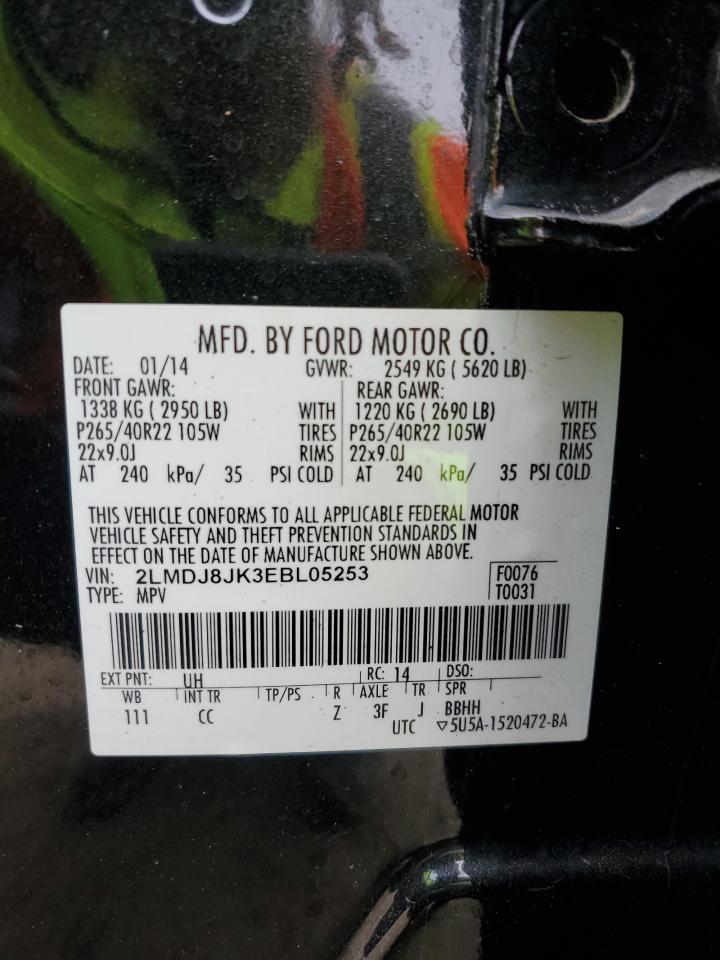 MFD. BY FORD MOTOR CO.
DATE: 01/14 GVWR: 2549 KG ( 5620 LB)
FRONT GAWR: REAR GAWR:
1338 KG ( 2950 LB) WITH 1220 KG ( 2690 LB) WITH
P265/40R22 105W TIRES P265/40R22 105W TIRES
22x9.0J RIMS 22x9.0J RIMS
AT 240 kPa/ 35 PSI COLD AT 240 kPa/ 35 PSI COLD
THIS VEHICLE CONFORMS TO ALL APPLICABLE FEDERAL MOTOR
VEHICLE SAFETY AND THEFT PREVENTION STANDARDS IN
EFFECT ON THE DATE OF MANUFACTURE SHOWN ABOVE.
VIN: 2LMDJ8JK3EBL05253 F0076
TYPE: MPV T0031
EXT PNT: UH RC: 14 DSO:
WB INT TR TP/PS R AXLE TR SPR
111 CC Z 3F J BBHH
UTC ▽5U5A-1520472-BA